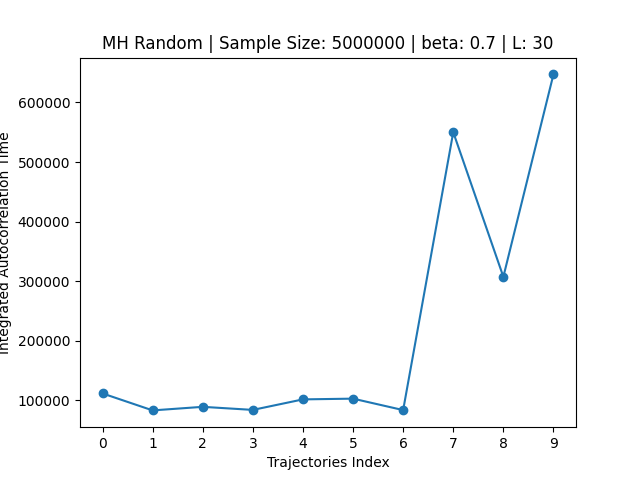 MH Random | Sample Size: 5000000 | beta: 0.7 | L: 30
Integrated Autocorrelation Time
600000
500000
400000
300000
200000
100000
0 1 2 3 4 5 6 7 8 9
Trajectories Index